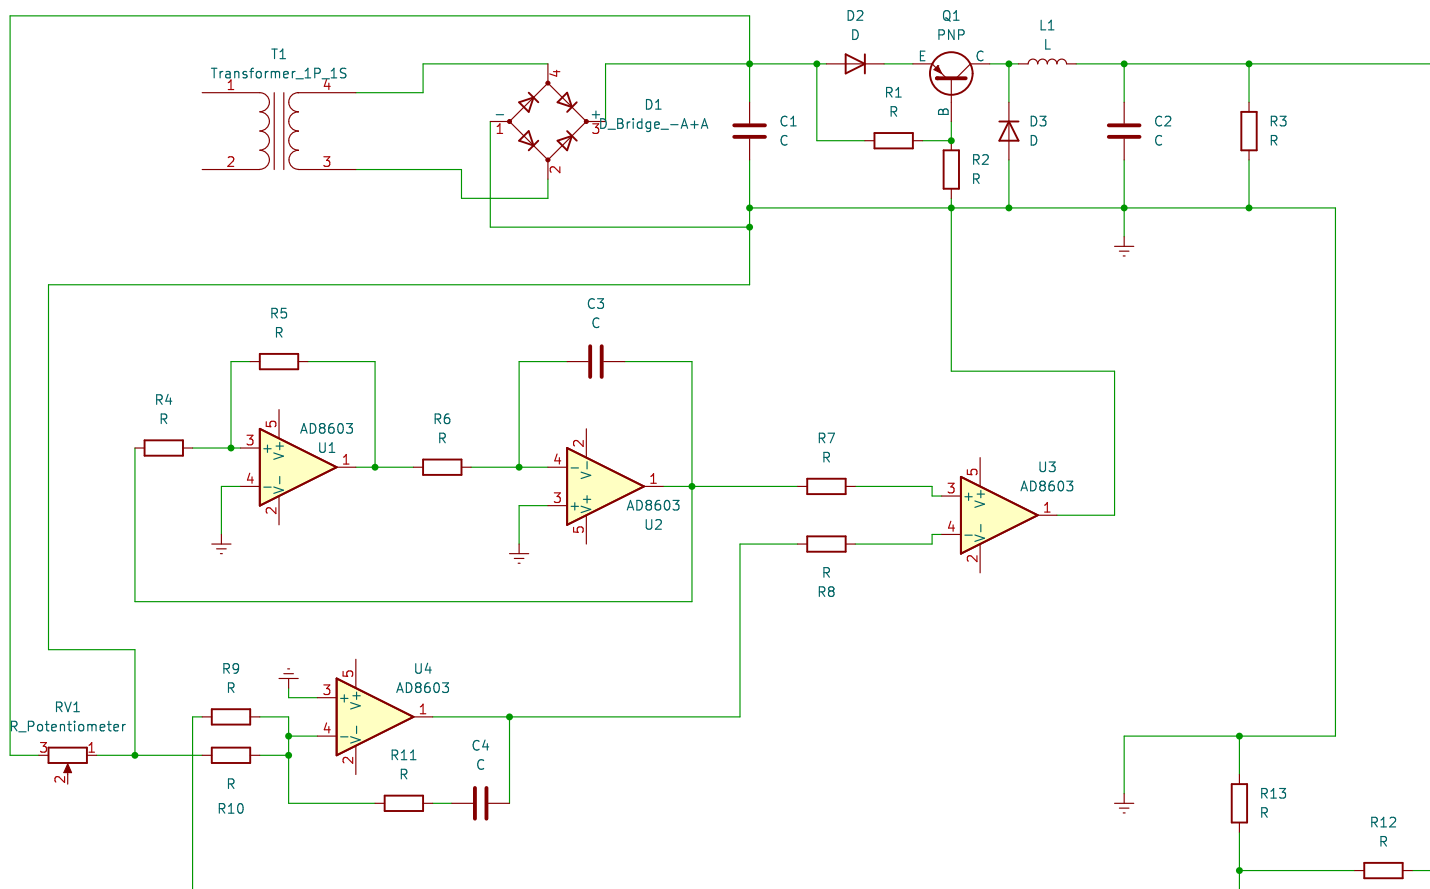 T1
Transformer_1P_1S
1
2
4
3
4
2
-
1
+
3
D1
D_Bridge_-A+A
C1
C
D2
D
Q1
PNP
E
C
B
R1
R
R2
R
L1
L
D3
D
C2
C
R3
R
R5
R
R4
R
AD8603
U1
3
4
5
2
1
+
-
V+
V-
R6
R
C3
C
4
3
2
5
1
-
+
V-
V+
AD8603
U2
R7
R
R
R8
U3
AD8603
3
4
5
2
1
+
-
V+
V-
R9
R
R
R10
RV1
R_Potentiometer
3
1
2
U4
AD8603
3
4
5
2
1
+
-
V+
V-
R11
R
C4
C
R13
R
R12
R